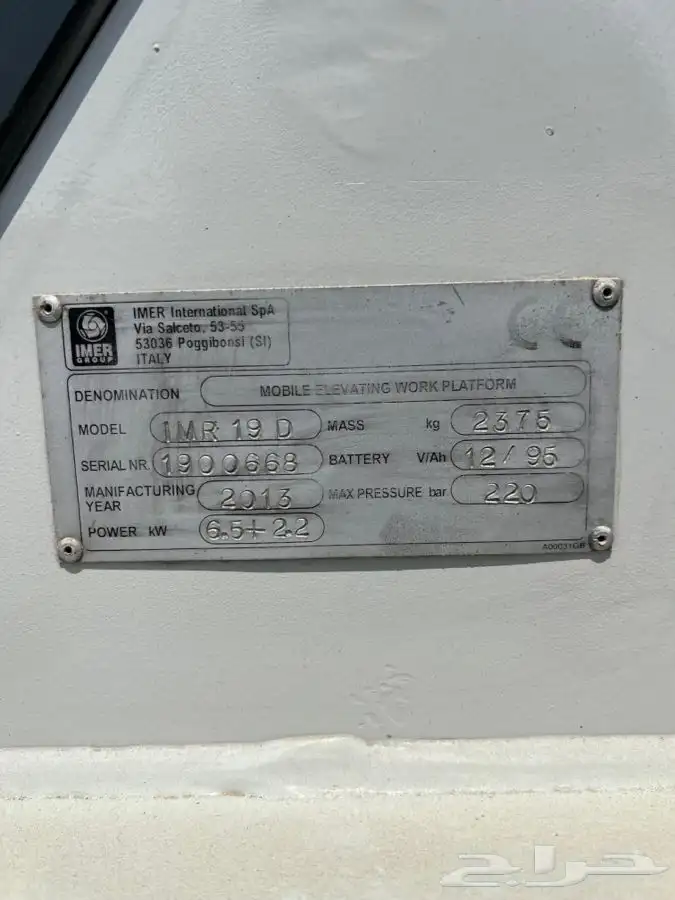 IMER
GROUP
IMER International SpA
Via Salceto, 53-55
53036 Poggibonsi (SI)
ITALY
CE
DENOMINATION MOBILE ELEVATING WORK PLATFORM
MODEL IMR 19 D MASS kg 2375
SERIAL NR. 1900668 BATTERY V/Ah 12/95
MANUFACTURING YEAR 2013 MAX PRESSURE bar 220
POWER kW 6.5+2.2
حراج